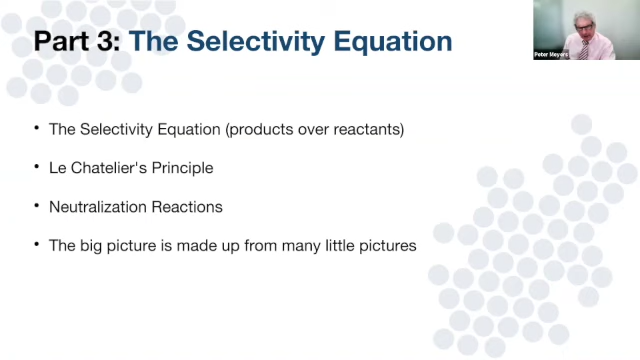 Part 3: The Selectivity Equation
Peter Meyers
• The Selectivity Equation (products over reactants)
• Le Chatelier's Principle
• Neutralization Reactions
• The big picture is made up from many little pictures